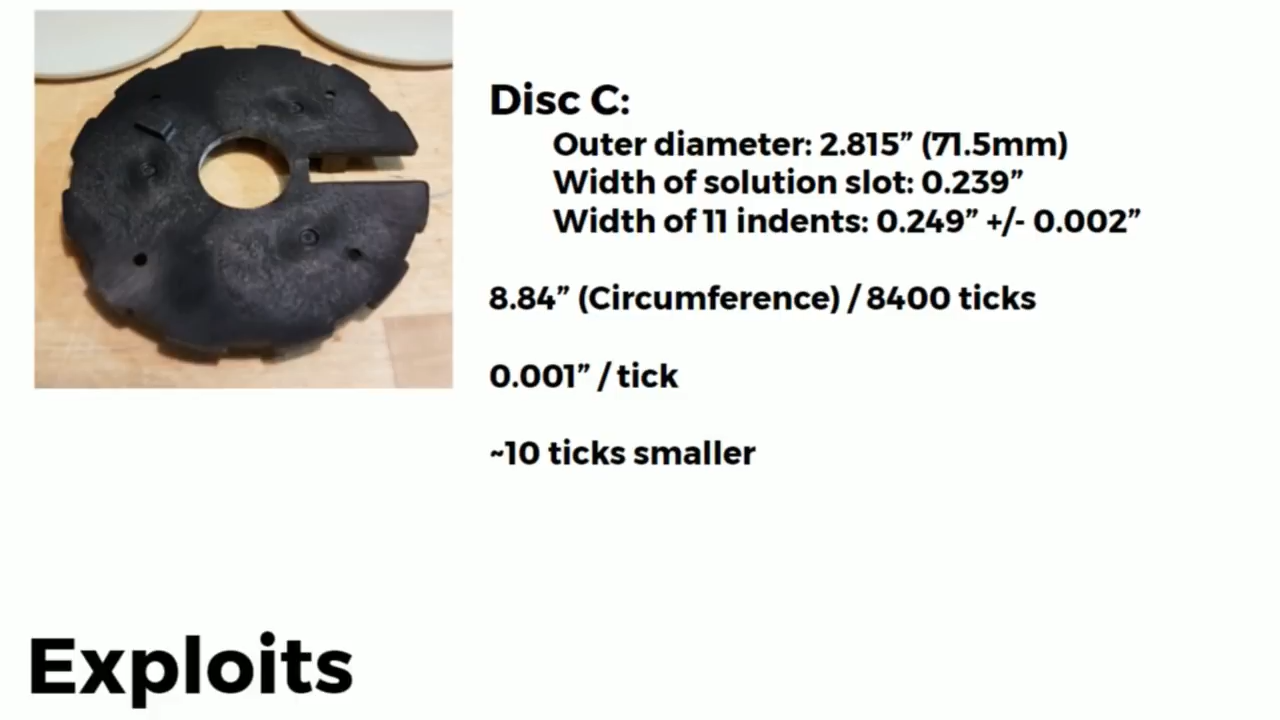 Disc C:
Outer diameter: 2.815” (71.5mm)
Width of solution slot: 0.239”
Width of 11 indents: 0.249” +/- 0.002”
8.84” (Circumference) / 8400 ticks
0.001” / tick
~10 ticks smaller
Exploits